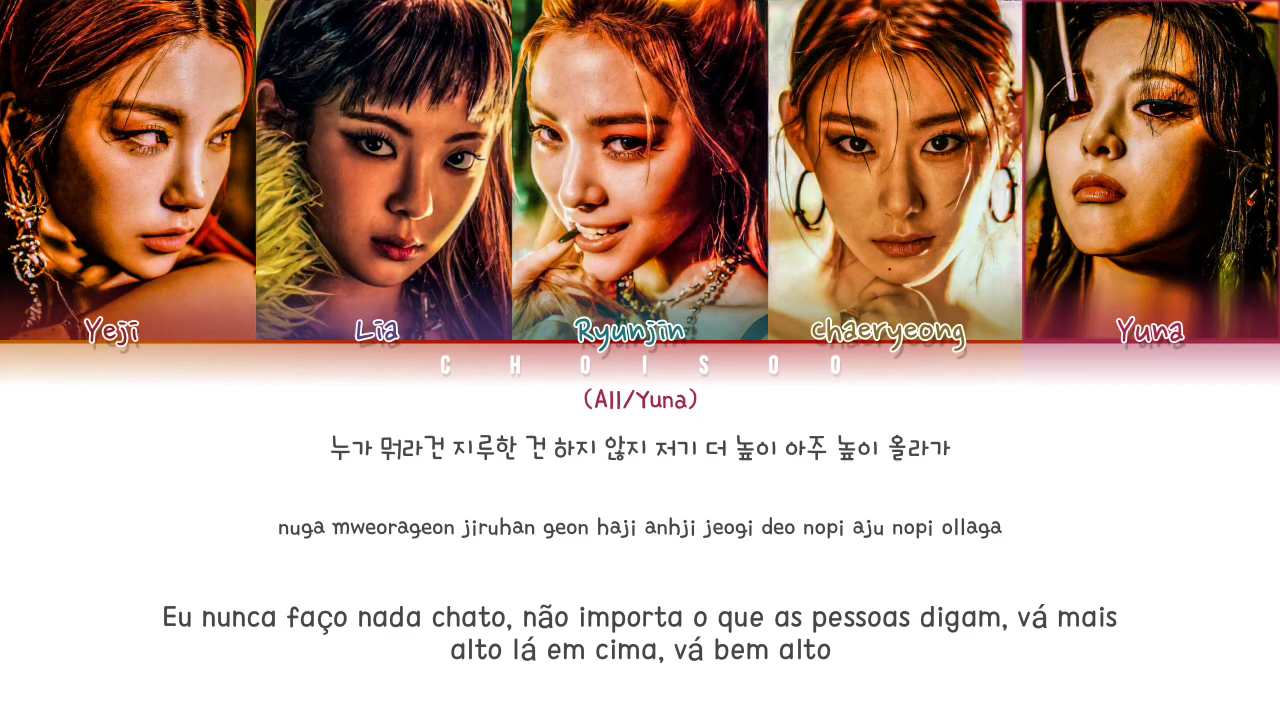 Yeji
Lia
Ryunjin
chaeryeong
Yuna
CHOISOO
(All/Yuna)
누가 뭐라건 지루한 건 하지 않지 저기 더 높이 아주 높이 올라가
nuga mweorageon jiruhan geon haji anhji jeogi deo nopi aju nopi ollaga
Eu nunca faço nada chato, não importa o que as pessoas digam, vá mais
alto lá em cima, vá bem alto